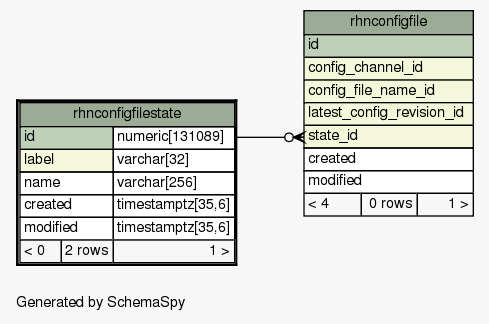 rhnconfigfile
id
config_channel_id
config_file_name_id
latest_config_revision_id
state_id
created
modified
< 4 0 rows 1 >
rhnconfigfilestate
id numeric[131089]
label varchar[32]
name varchar[256]
created timestamptz[35,6]
modified timestamptz[35,6]
< 0 2 rows 1 >
Generated by SchemaSpy